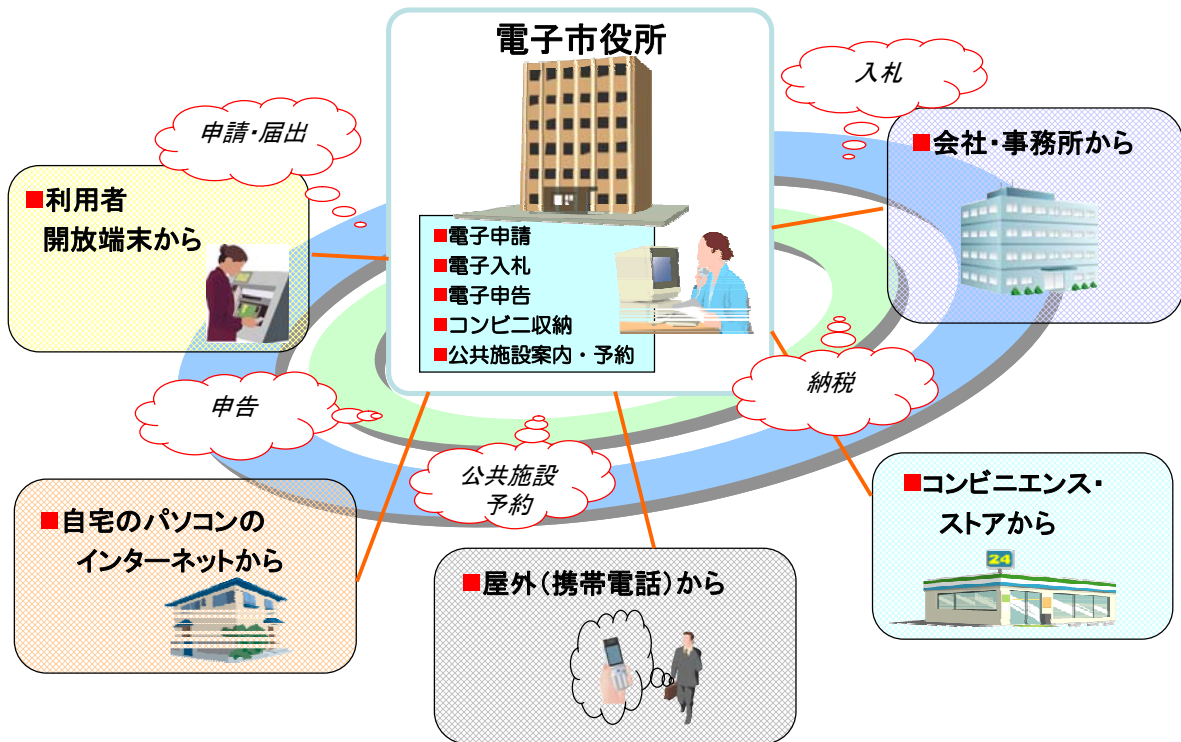 電子市役所
入札
申請・届出
■会社・事務所から
■利用者
開放端末から
■電子申請
■電子入札
■電子申告
■コンビニ収納
■公共施設案内・予約
納税
申告
公共施設
予約
■コンビニエンス・
ストアから
24
■自宅のパソコンの
インターネットから
■屋外(携帯電話)から